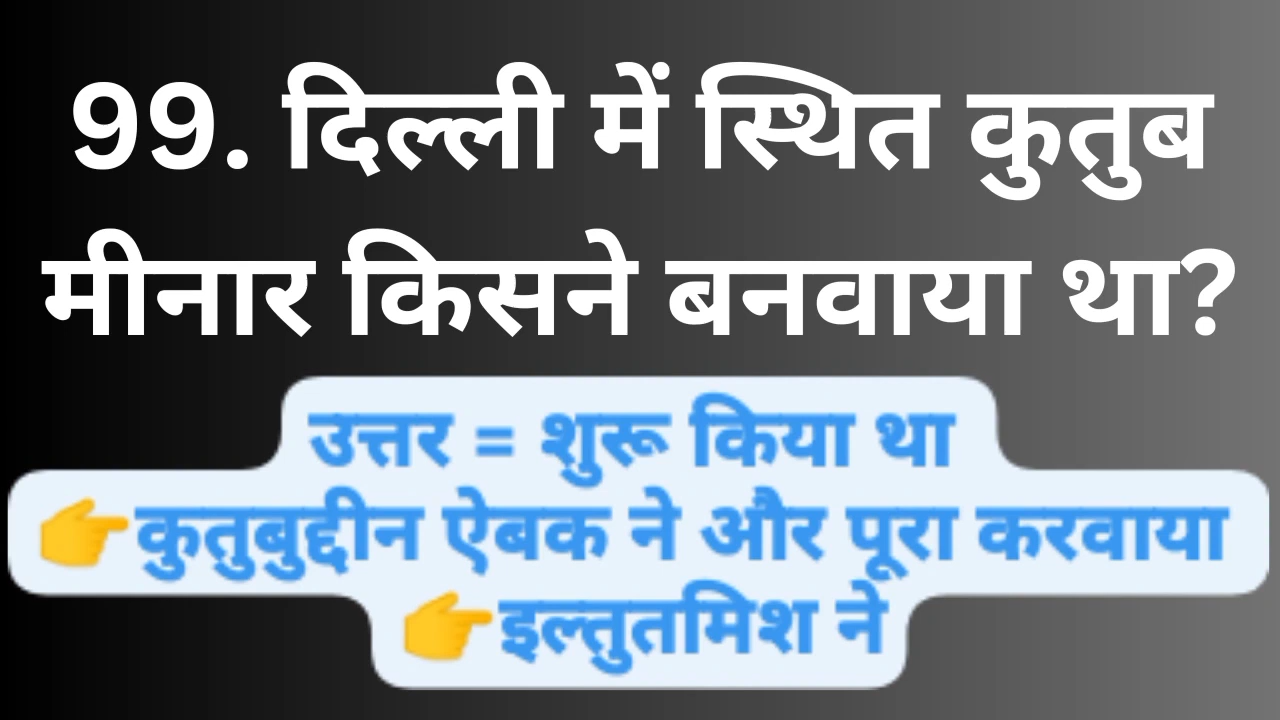 99. दिल्ली में स्थित कुतुब
मीनार किसने बनवाया था?
उत्तर = शुरू किया था
👉कुतुबुद्दीन ऐबक ने और पूरा करवाया
👉इल्तुतमिश ने